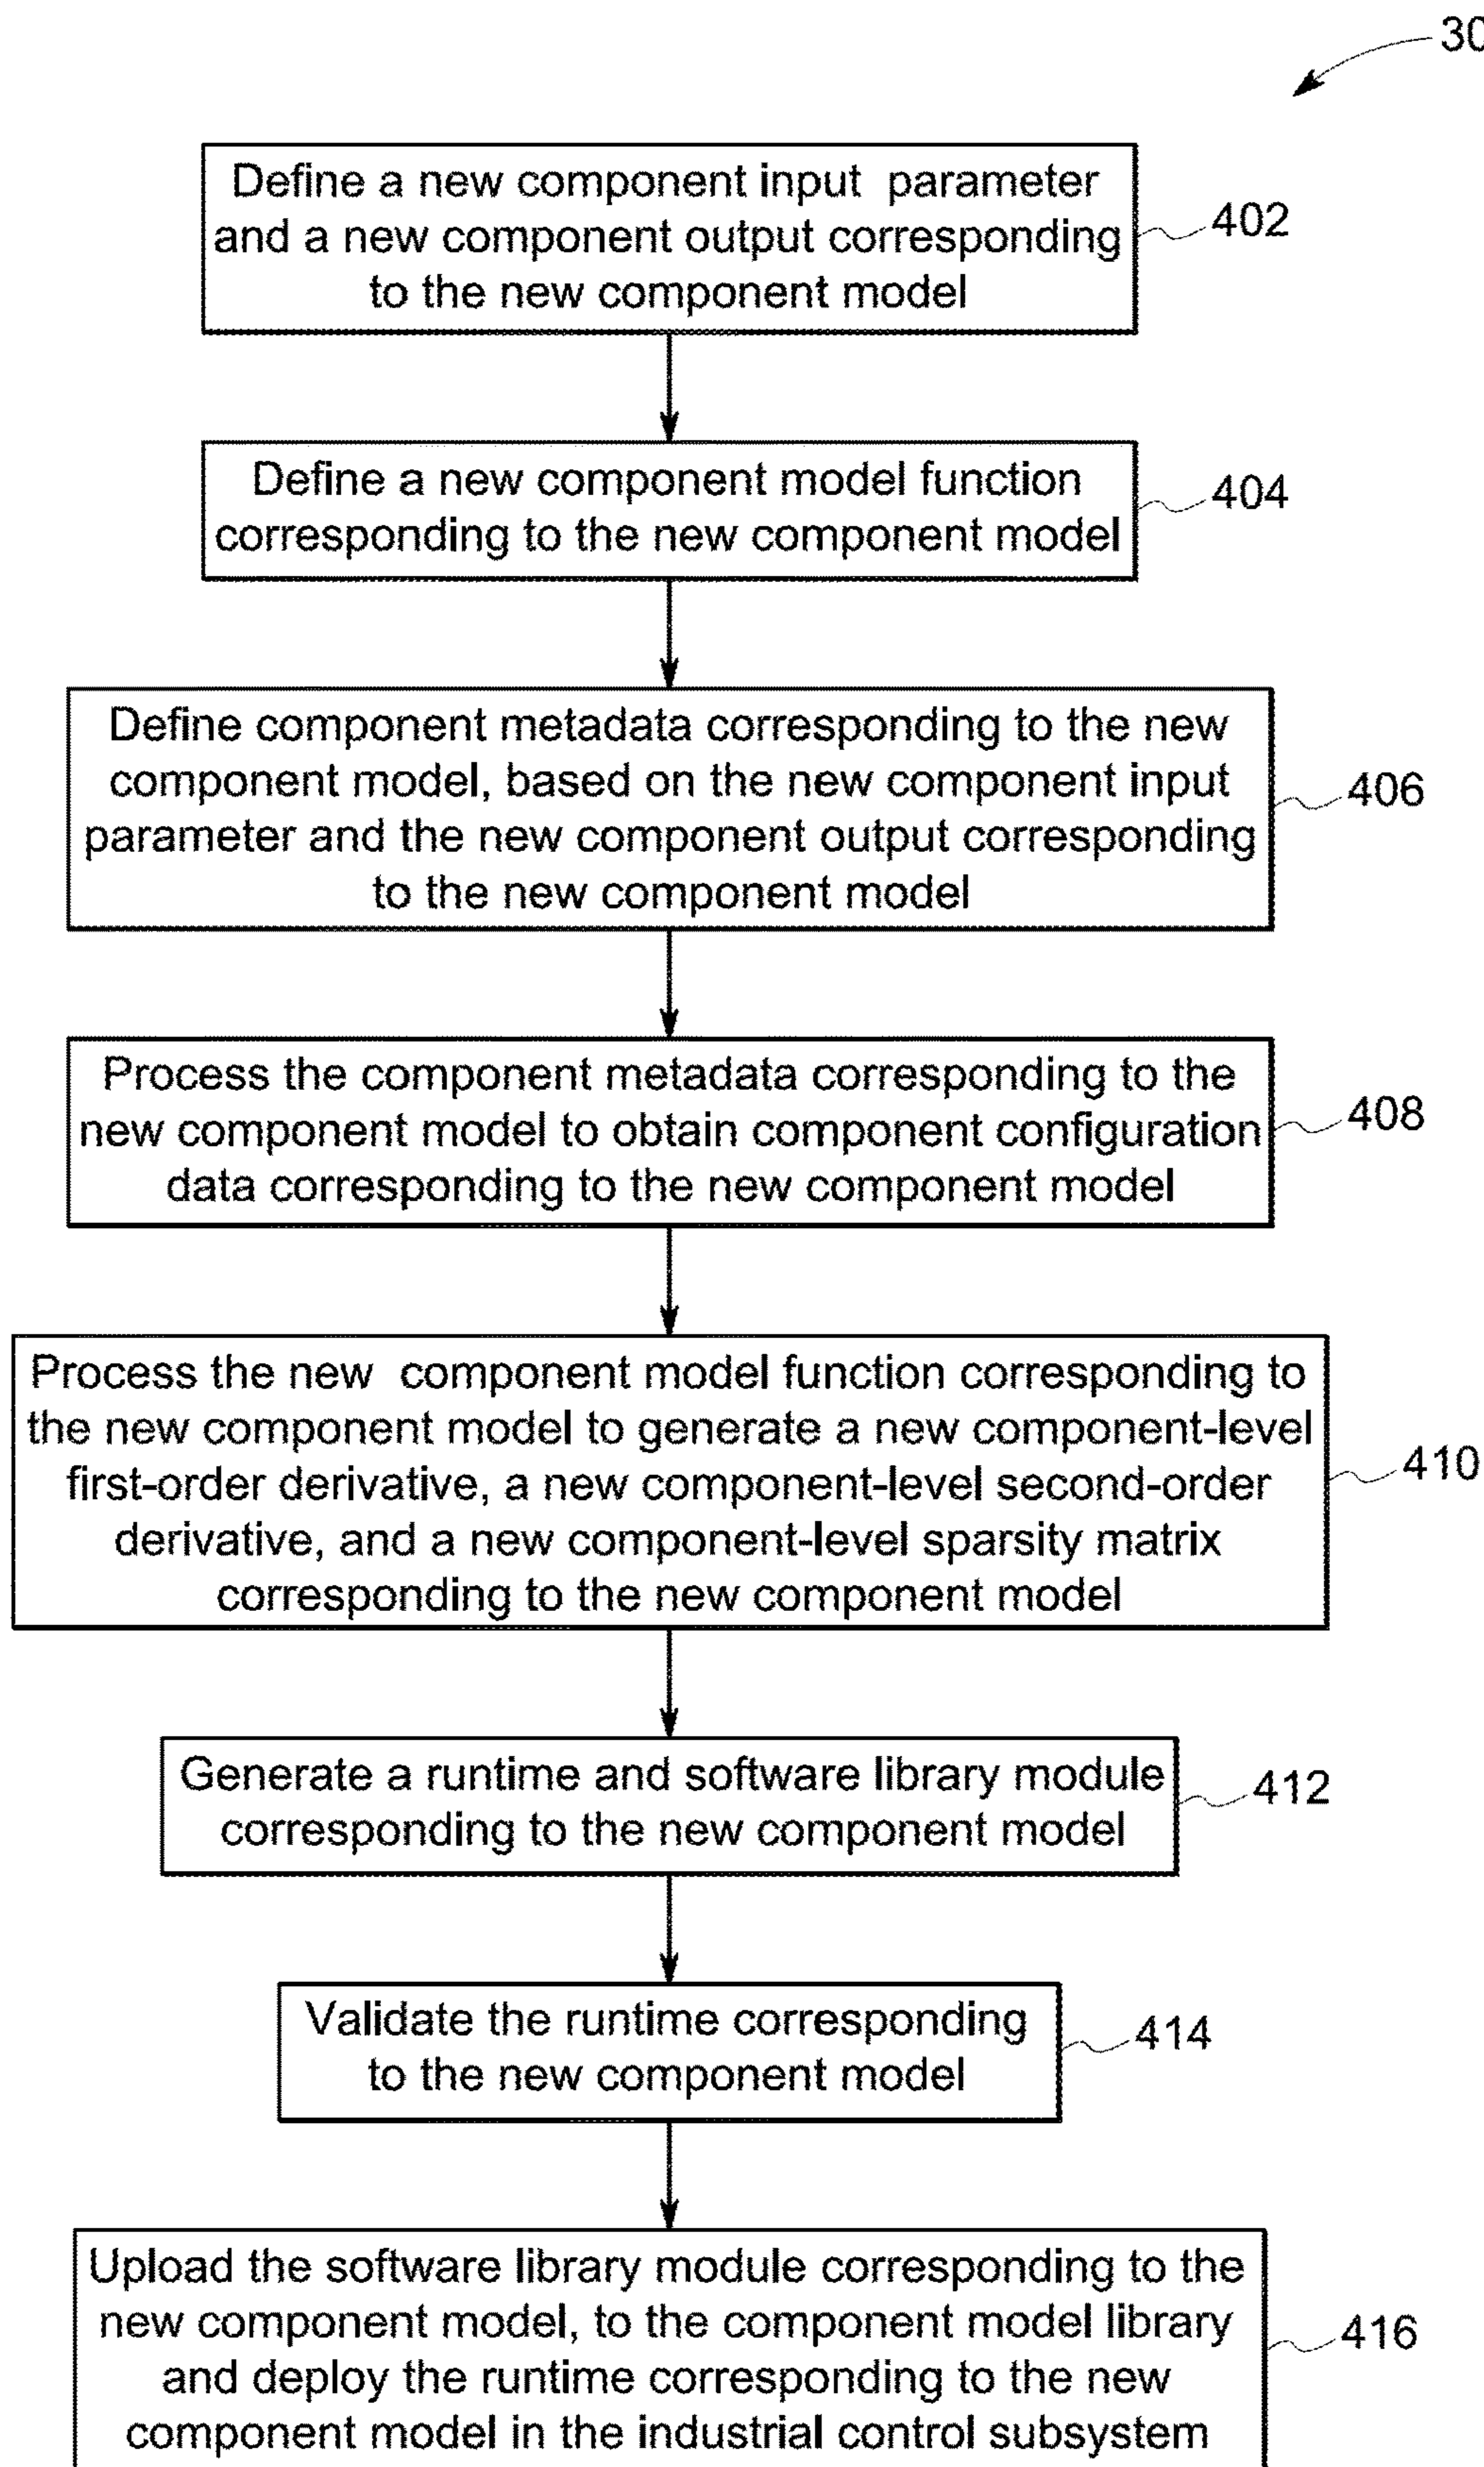 30
Define a new component input parameter
and a new component output corresponding
to the new component model
402
Define a new component model function
corresponding to the new component model
404
Define component metadata corresponding to the new
component model, based on the new component input
parameter and the new component output corresponding
to the new component model
406
Process the component metadata corresponding to the
new component model to obtain component configuration
data corresponding to the new component model
408
Process the new component model function corresponding to
the new component model to generate a new component-level
first-order derivative, a new component-level second-order
derivative, and a new component-level sparsity matrix
corresponding to the new component model
410
Generate a runtime and software library module
corresponding to the new component model
412
Validate the runtime corresponding
to the new component model
414
Upload the software library module corresponding to the
new component model, to the component model library
and deploy the runtime corresponding to the new
component model in the industrial control subsystem
416